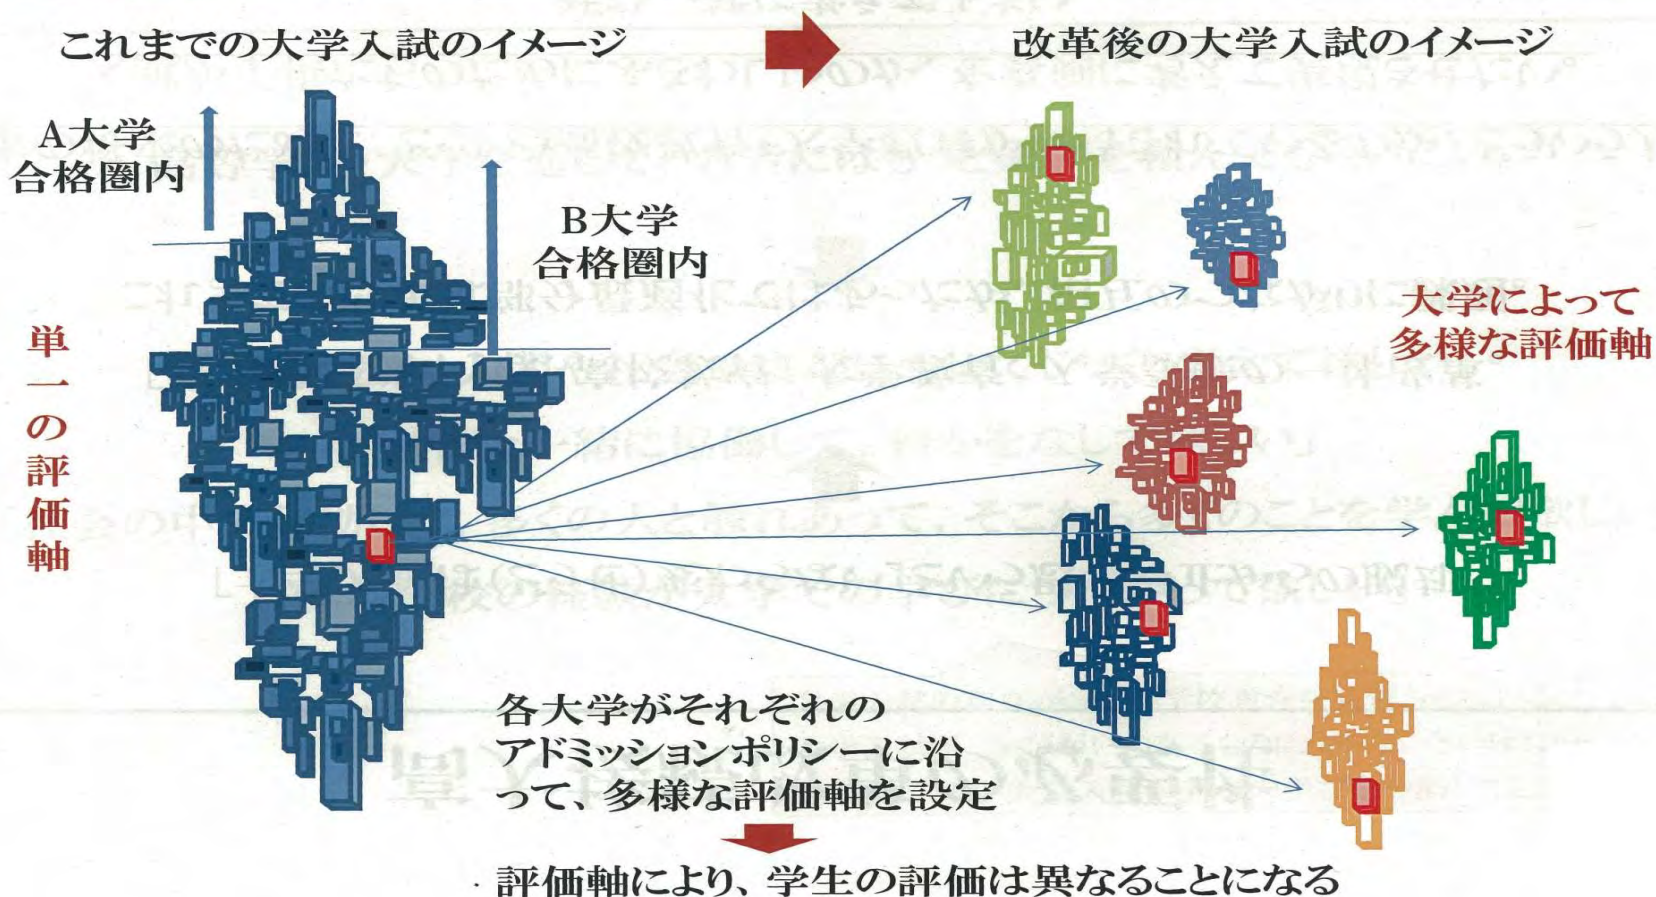 これまでの大学入試のイメージ
改革後の大学入試のイメージ
A大学
合格圏内
B大学
合格圏内
単一の評価軸
大学によって
多様な評価軸
各大学がそれぞれの
アドミッションポリシーに沿
って、多様な評価軸を設定
評価軸により、学生の評価は異なることになる